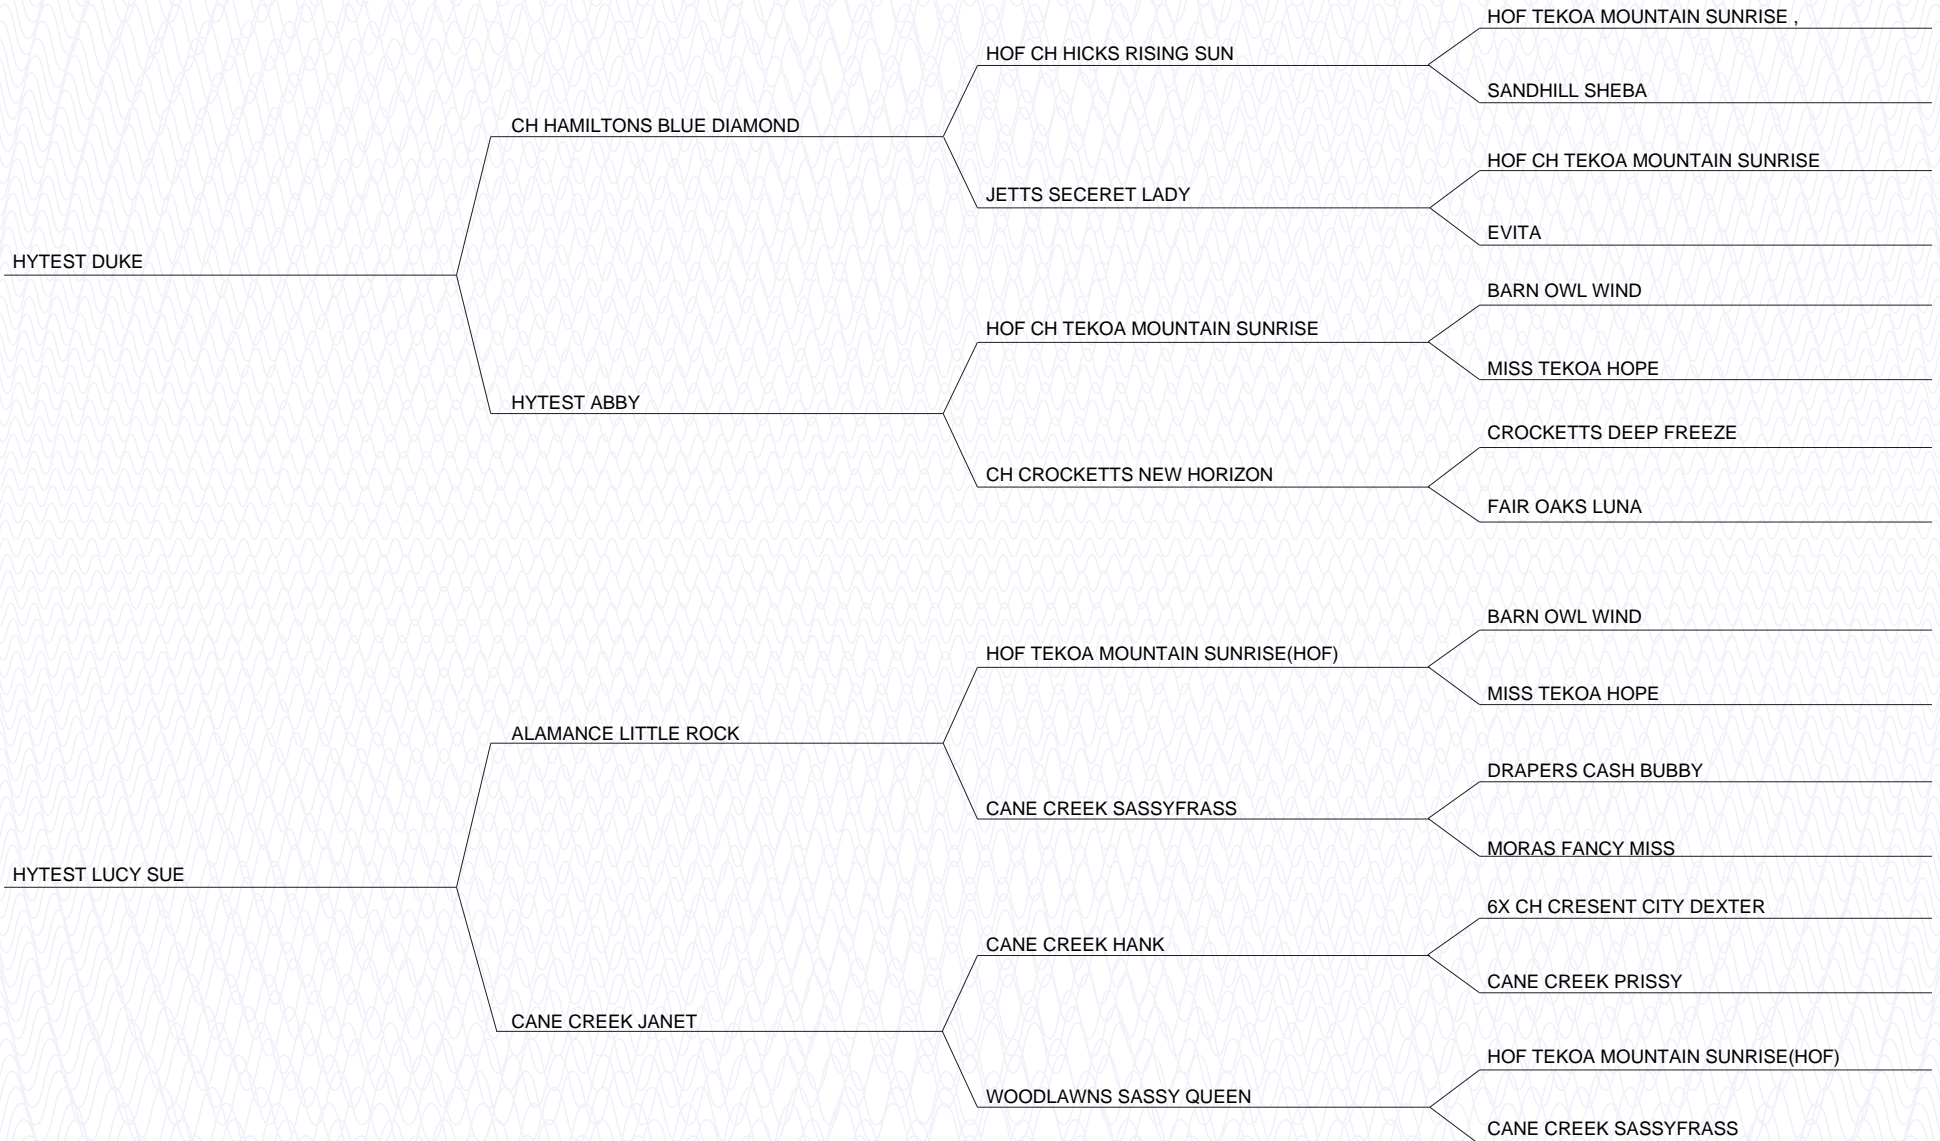 HOF TEKOA MOUNTAIN SUNRISE ,
HOF CH HICKS RISING SUN
SANDHILL SHEBA
CH HAMILTONS BLUE DIAMOND
HOF CH TEKOA MOUNTAIN SUNRISE
JETTS SECERET LADY
EVITA
HYTEST DUKE
BARN OWL WIND
HOF CH TEKOA MOUNTAIN SUNRISE
MISS TEKOA HOPE
HYTEST ABBY
CROCKETTS DEEP FREEZE
CH CROCKETTS NEW HORIZON
FAIR OAKS LUNA
BARN OWL WIND
HOF TEKOA MOUNTAIN SUNRISE(HOF)
MISS TEKOA HOPE
ALAMANCE LITTLE ROCK
DRAPERS CASH BUBBY
CANE CREEK SASSYFRASS
MORAS FANCY MISS
HYTEST LUCY SUE
6X CH CRESENT CITY DEXTER
CANE CREEK HANK
CANE CREEK PRISSY
CANE CREEK JANET
HOF TEKOA MOUNTAIN SUNRISE(HOF)
WOODLAWNS SASSY QUEEN
CANE CREEK SASSYFRASS